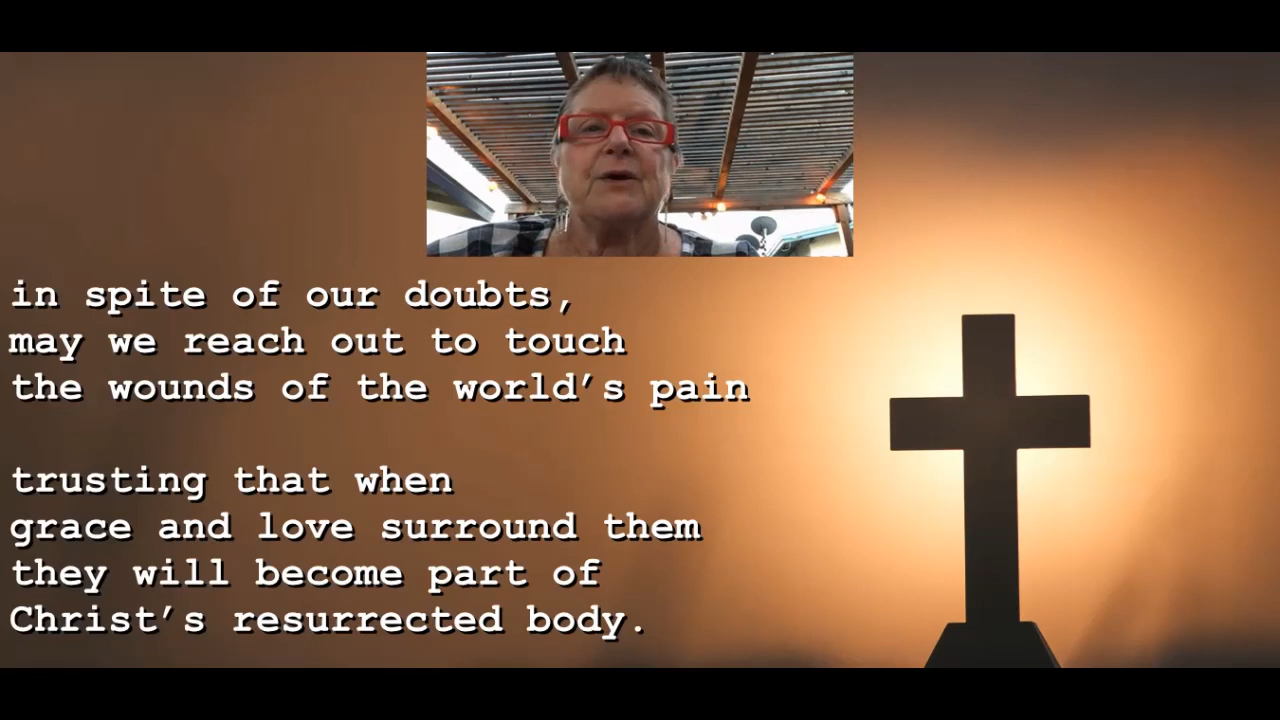 in spite of our doubts,
may we reach out to touch
the wounds of the world’s pain
trusting that when
grace and love surround them
they will become part of
Christ’s resurrected body.